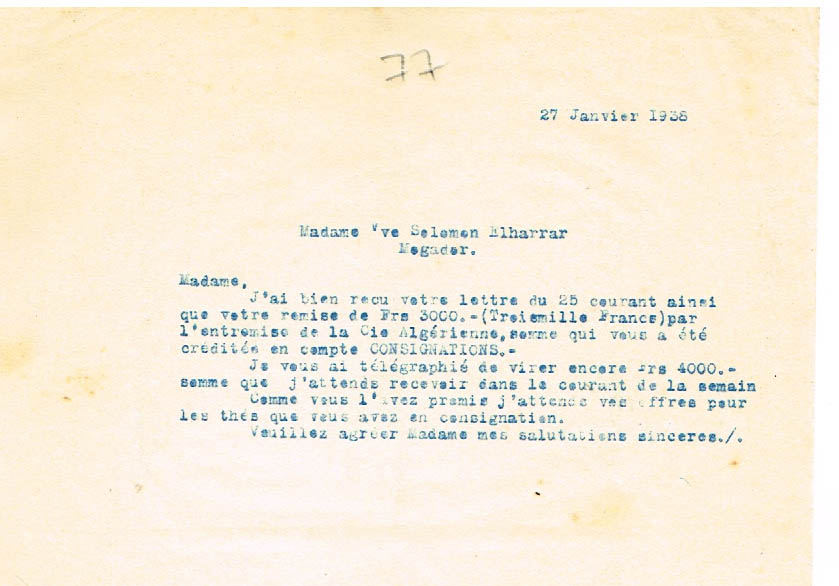 77
27 Janvier 1938
Madame Vve Solomon Elharrar
Mogador.
Madame,
J'ai bien recu votre lettre du 25 courant ainsi
que votre remise de Frs 3000.-(Troismille Francs)par
l'entremise de la Cie Algérienne,somme qui vous a été
créditée en compte CONSIGNATIONS.-
Je vous ai télégraphié de virer encore Frs 4000.-
somme que j'attends recevoir dans le courant de la semain
Comme vous l'avez promis j'attends vos offres pour
les thés que vous avez en consignation.
Veuillez agréer Madame mes salutations sinceres./.